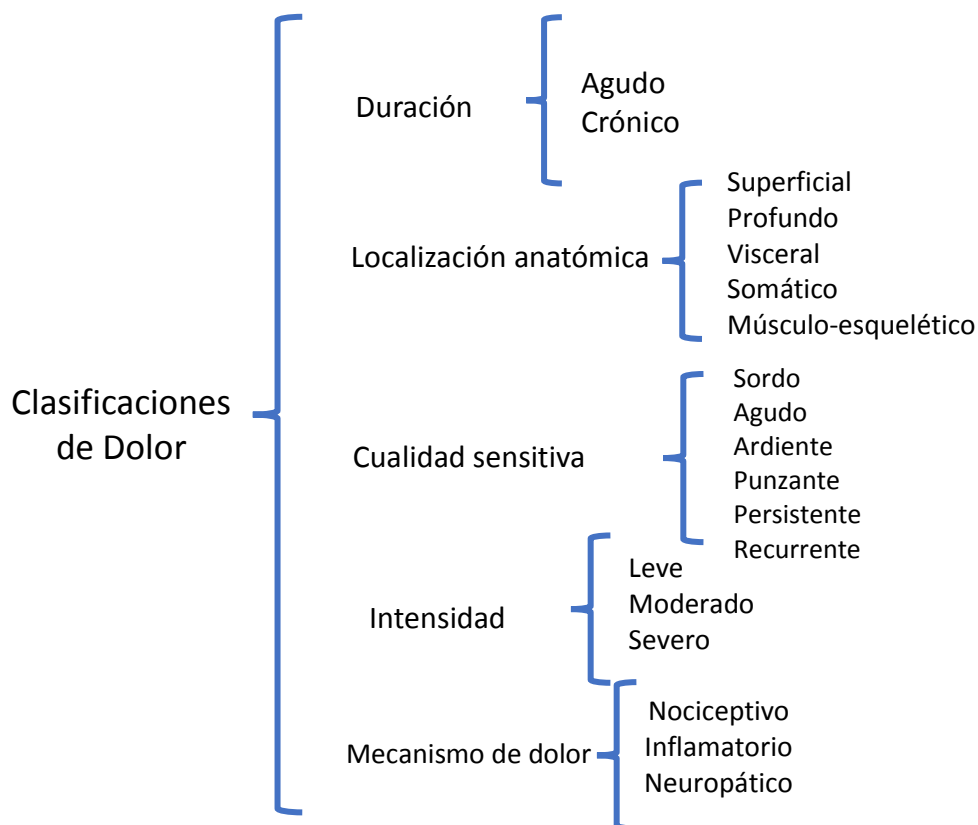 Clasificaciones
de Dolor
Duración
Agudo
Crónico
Localización anatómica
Superficial
Profundo
Visceral
Somático
Músculo-esquelético
Cualidad sensitiva
Sordo
Agudo
Ardiente
Punzante
Persistente
Recurrente
Intensidad
Leve
Moderado
Severo
Mecanismo de dolor
Nociceptivo
Inflamatorio
Neuropático